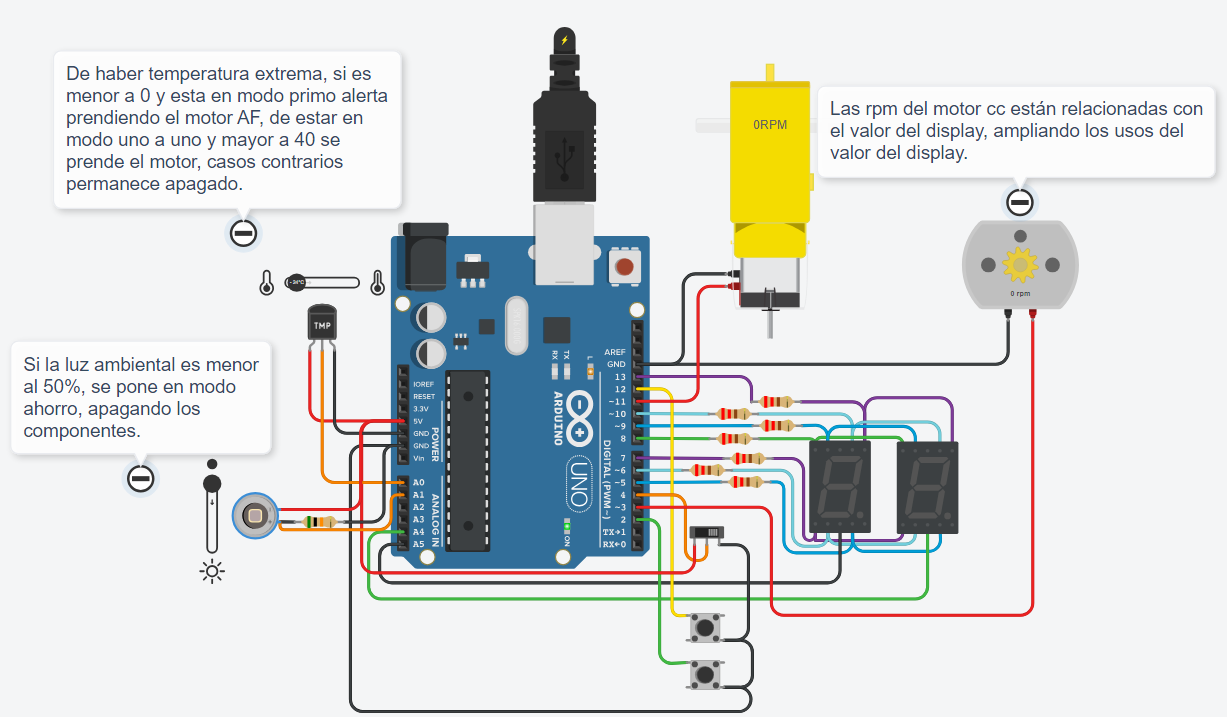 De haber temperatura extrema, si es
menor a 0 y esta en modo primo alerta
prendiendo el motor AF, de estar en
modo uno a uno y mayor a 40 se
prende el motor, casos contrarios
permanece apagado.
0RPM
Las rpm del motor cc están relacionadas con
el valor del display, ampliando los usos del
valor del display.
0 rpm
TMP
Si la luz ambiental es menor
al 50%, se pone en modo
ahorro, apagando los
componentes.
IOREF
RESET
3.3V
5V
GND
GND
Vin
POWER
A0
A1
A2
A3
A4
A5
ANALOG IN
RX
TX
L
ARDUINO
UNO
ON
DIGITAL (PWM~)
AREF
GND
13
12
~11
~10
~9
8
7
~6
~5
4
~3
2
TX→1
RX←0